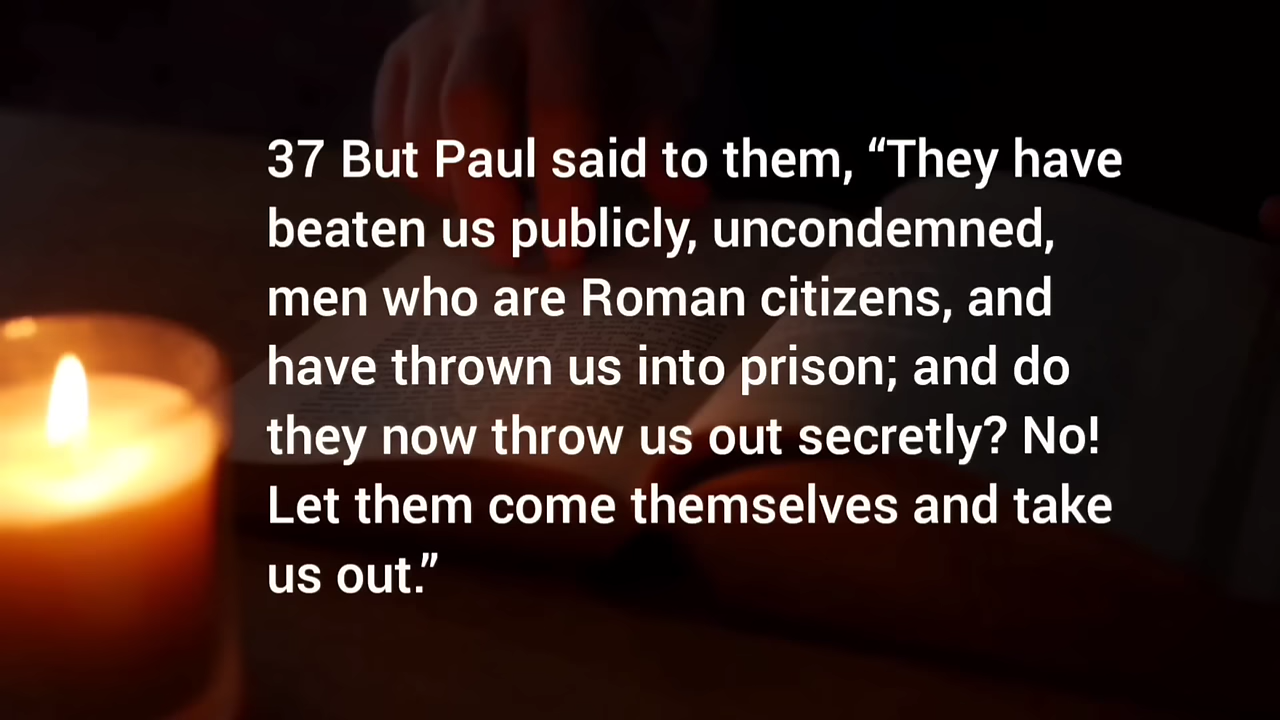 37 But Paul said to them, “They have
beaten us publicly, uncondemned,
men who are Roman citizens, and
have thrown us into prison; and do
they now throw us out secretly? No!
Let them come themselves and take
us out.”